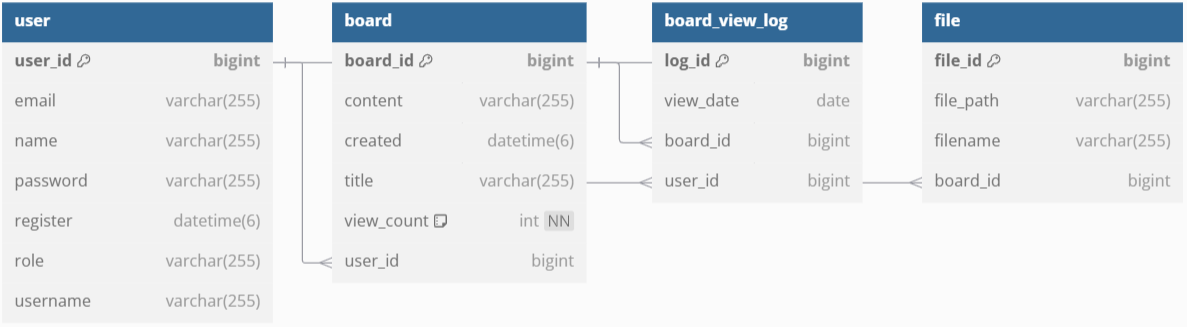 user
user_id bigint
email varchar(255)
name varchar(255)
password varchar(255)
register datetime(6)
role varchar(255)
username varchar(255)
board
board_id bigint
content varchar(255)
created datetime(6)
title varchar(255)
view_count int NN
user_id bigint
board_view_log
log_id bigint
view_date date
board_id bigint
user_id bigint
file
file_id bigint
file_path varchar(255)
filename varchar(255)
board_id bigint